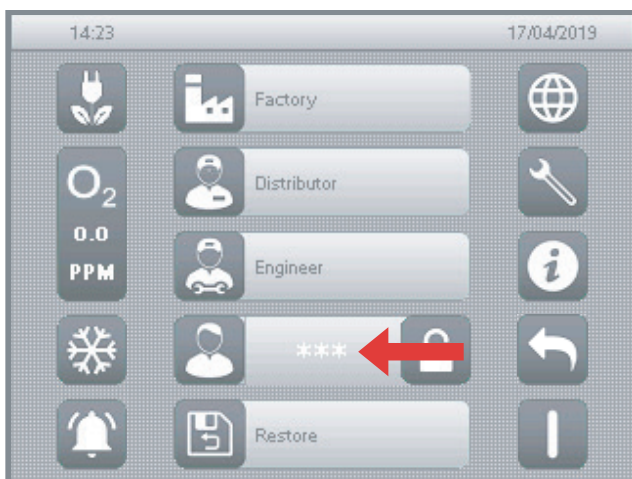 14:23 17/04/2019
Factory
O2
Distributor
0.0
PPM
Engineer
***
Restore